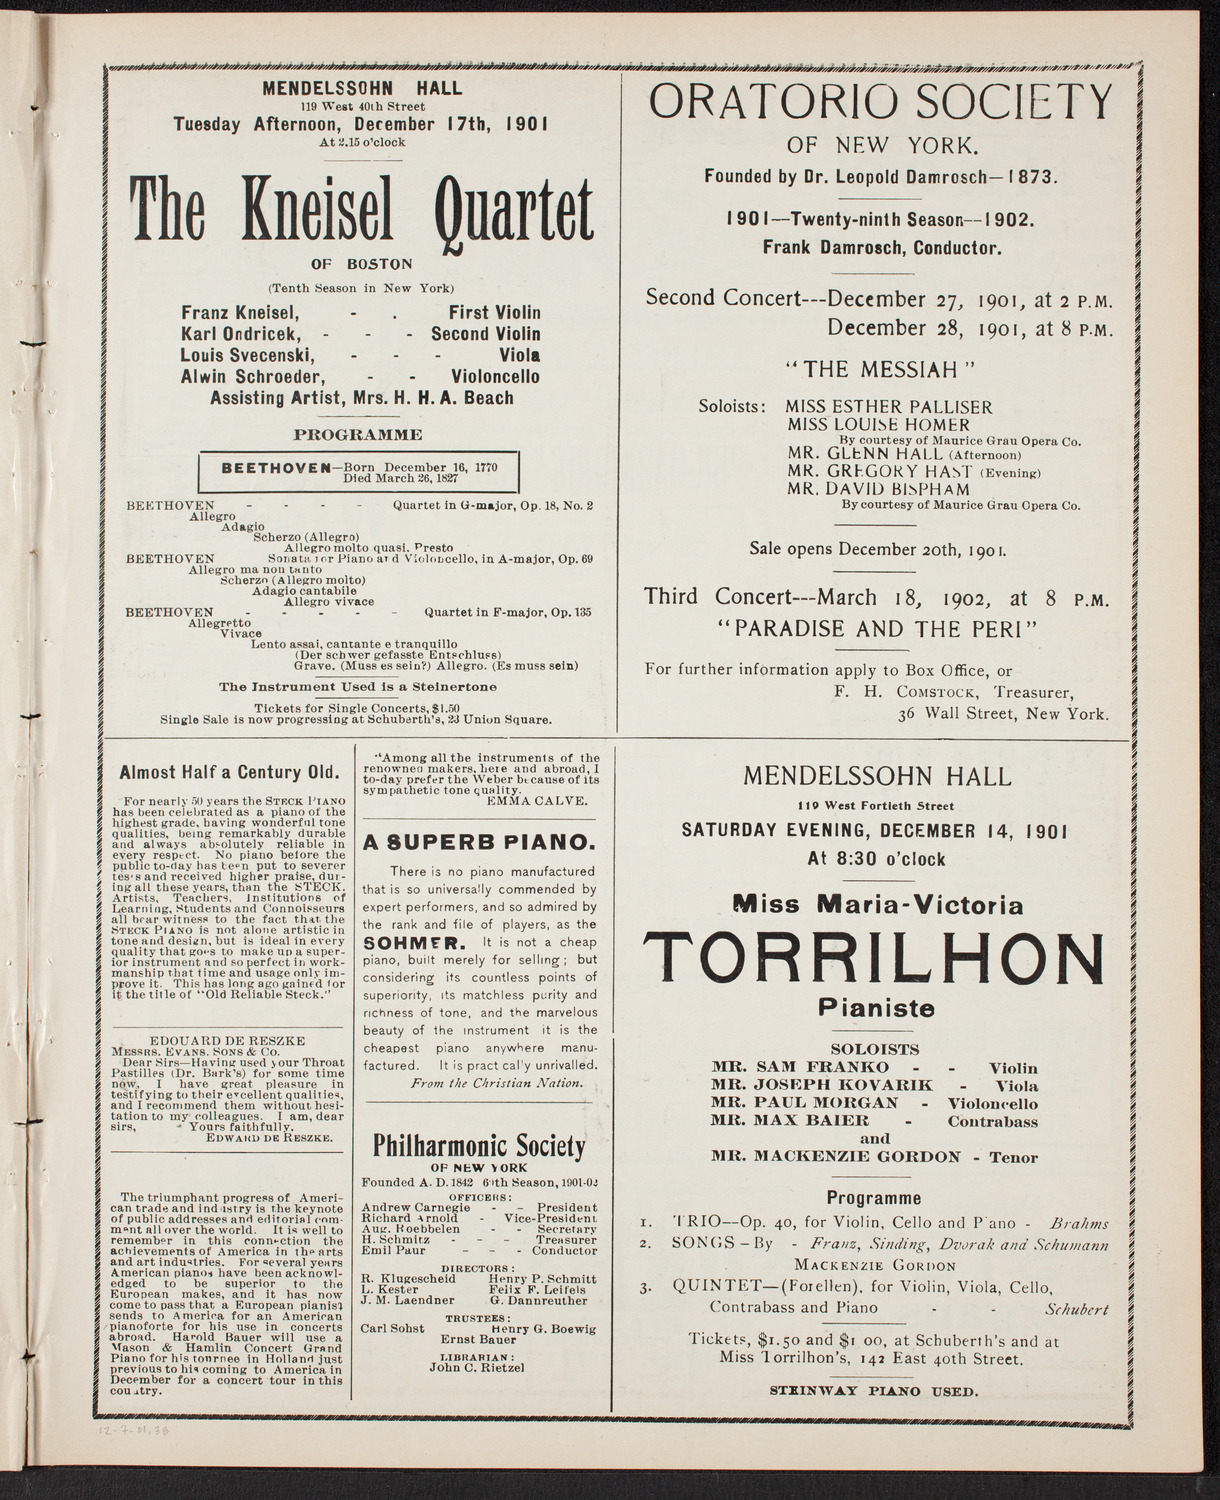 MENDELSSOHN HALL
119 West 40th Street
Tuesday Afternoon, December 17th, 1901
At 2.15 o'clock
The Kneisel Quartet
OF BOSTON
(Tenth Season in New York)
Franz Kneisel, - . First Violin
Karl Ondricek, - - - Second Violin
Louis Svecenski, - - - Viola
Alwin Schroeder, - - Violoncello
Assisting Artist, Mrs. H. H. A. Beach
PROGRAMME
BEETHOVEN—Born December 16, 1770
Died March 26, 1827
BEETHOVEN - - - - Quartet in G-major, Op. 18, No. 2
Allegro
Adagio
Scherzo (Allegro)
Allegro molto quasi, Presto
BEETHOVEN Sonata for Piano and Violoncello, in A-major, Op. 69
Allegro ma non tanto
Scherzo (Allegro molto)
Adagio cantabile
Allegro vivace
BEETHOVEN - - - - - Quartet in F-major, Op. 135
Allegretto
Vivace
Lento assai, cantante e tranquillo
(Der schwer gefasste Entschluss)
Grave. (Muss es sein?) Allegro. (Es muss sein)
The Instrument Used is a Steinertone
Tickets for Single Concerts, $1.50
Single Sale is now progressing at Schuberth's, 23 Union Square.
ORATORIO SOCIETY
OF NEW YORK.
Founded by Dr. Leopold Damrosch—1873.
1901—Twenty-ninth Season—1902.
Frank Damrosch, Conductor.
Second Concert---December 27, 1901, at 2 P.M.
December 28, 1901, at 8 P.M.
"THE MESSIAH"
Soloists: MISS ESTHER PALLISER
MISS LOUISE HOMER
By courtesy of Maurice Grau Opera Co.
MR. GLENN HALL (Afternoon)
MR. GREGORY HAST (Evening)
MR. DAVID BISPHAM
By courtesy of Maurice Grau Opera Co.
Sale opens December 20th, 1901.
Third Concert---March 18, 1902, at 8 P.M.
"PARADISE AND THE PERI"
For further information apply to Box Office, or
F. H. COMSTOCK, Treasurer,
36 Wall Street, New York.
Almost Half a Century Old.
For nearly 50 years the STECK PIANO
has been celebrated as a piano of the
highest grade, having wonderful tone
qualities, being remarkably durable
and always absolutely reliable in
every respect. No piano before the
public to-day has been put to severer
tests and received higher praise, dur-
ing all these years, than the STECK.
Artists, Teachers, Institutions of
Learning, Students and Connoisseurs
all bear witness to the fact that the
STECK PIANO is not alone artistic in
tone and design, but is ideal in every
quality that goes to make up a super-
ior instrument and so perfect in work-
manship that time and usage only im-
prove it. This has long ago gained for
it the title of "Old Reliable Steck."
EDOUARD DE RESZKE
MESSRS. EVANS. SONS & CO.
Dear Sirs—Having used your Throat
Pastilles (Dr. Bark's) for some time
now, I have great pleasure in
testifying to their excellent qualities,
and I recommend them without hesi-
tation to my colleagues. I am, dear
sirs, Yours faithfully.
EDWARD DE RESZKE.
The triumphant progress of Ameri-
can trade and industry is the keynote
of public addresses and editorial com-
ment all over the world. It is well to
remember in this connection the
achievements of America in the arts
and art industries. For several years
American pianos have been acknowl-
edged to be superior to the
European makes, and it has now
come to pass that a European pianist
sends to America for an American
pianoforte for his use in concerts
abroad. Harold Bauer will use a
Mason & Hamlin Concert Grand
Piano for his tournee in Holland just
previous to his coming to America in
December for a concert tour in this
country.
"Among all the instruments of the
renowned makers, here and abroad, I
to-day prefer the Weber because of its
sympathetic tone quality.
EMMA CALVE.
A SUPERB PIANO.
There is no piano manufactured
that is so universally commended by
expert performers, and so admired by
the rank and file of players, as the
SOHMER. It is not a cheap
piano, built merely for selling; but
considering its countless points of
superiority, its matchless purity and
richness of tone, and the marvelous
beauty of the instrument it is the
cheapest piano anywhere manu-
factured. It is practically unrivalled.
From the Christian Nation.
Philharmonic Society
OF NEW YORK
Founded A. D. 1842 60th Season, 1901-02
OFFICERS:
Andrew Carnegie - - President
Richard Arnold - Vice-President
Aug. Roebbelen - - Secretary
H. Schmitz - - - Treasurer
Emil Paur - - - Conductor
DIRECTORS:
R. Klugescheid Henry P. Schmitt
L. Kester Felix F. Leifels
J. M. Laendner G. Dannreuther
TRUSTEES:
Carl Sohst Henry G. Boewig
Ernst Bauer
LIBRARIAN:
John C. Rietzel
MENDELSSOHN HALL
119 West Fortieth Street
SATURDAY EVENING, DECEMBER 14, 1901
At 8:30 o'clock
Miss Maria-Victoria
TORRILHON
Pianiste
SOLOISTS
MR. SAM FRANKO - - Violin
MR. JOSEPH KOVARIK - Viola
MR. PAUL MORGAN - Violoncello
MR. MAX BAIER - Contrabass
and
MR. MACKENZIE GORDON - Tenor
Programme
1. TRIO—Op. 40, for Violin, Cello and Piano - Brahms
2. SONGS—By - Franz, Sinding, Dvorak and Schumann
MACKENZIE GORDON
3. QUINTET—(Forellen), for Violin, Viola, Cello,
Contrabass and Piano - - Schubert
Tickets, $1.50 and $1 00, at Schuberth's and at
Miss Torrilhon's, 142 East 40th Street.
STEINWAY PIANO USED.
12-7-01.3B